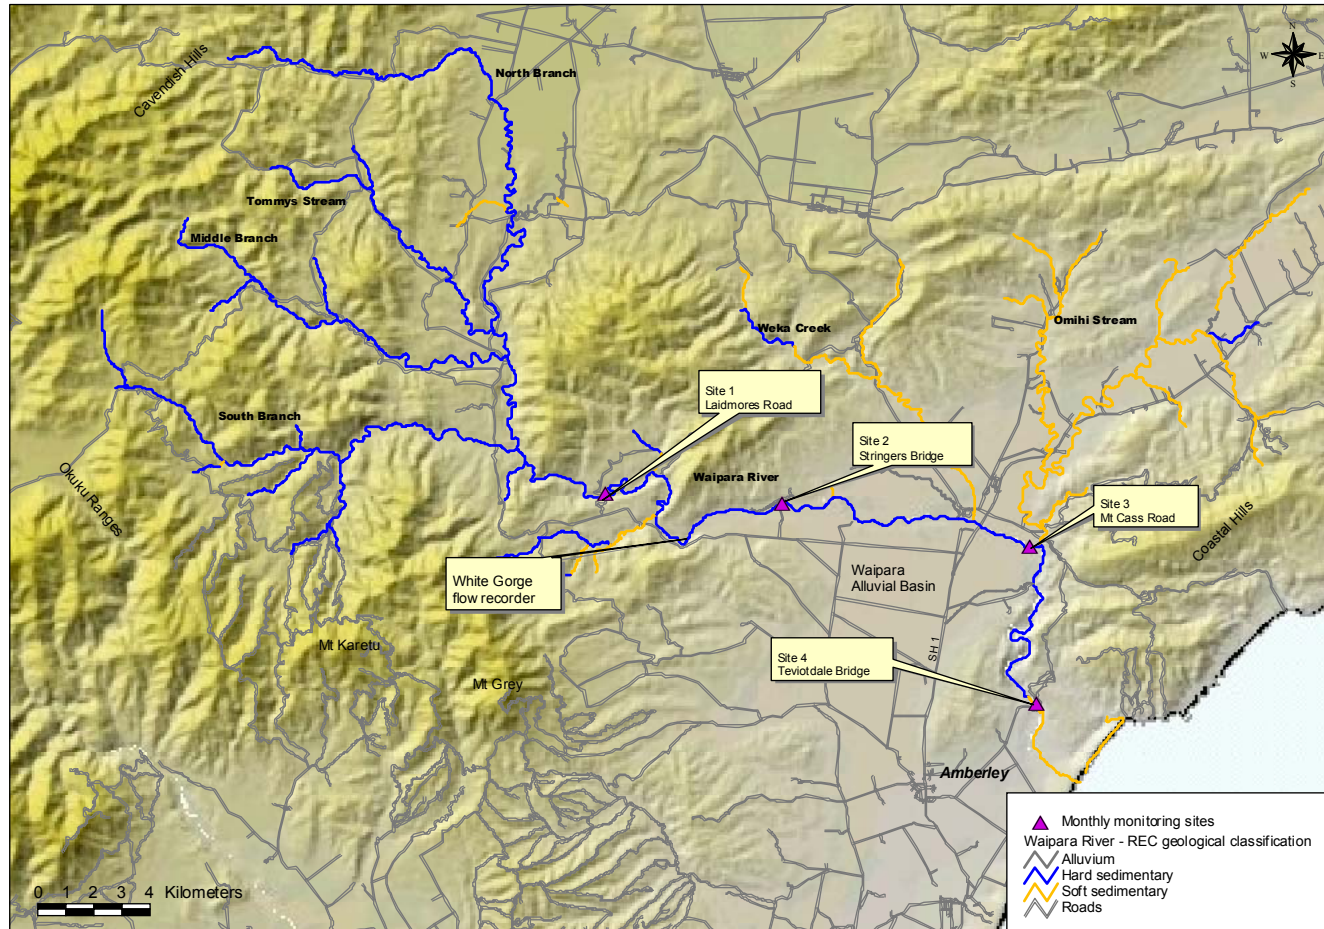 N
W E
S
Cavendish Hills
North Branch
Tommys Stream
Middle Branch
Weka Creek
Omihi Stream
Site 1
Laidmores Road
South Branch
Site 2
Stringers Bridge
Okuku Ranges
Waipara River
Site 3
Mt Cass Road
Coastal Hills
White Gorge
flow recorder
Waipara
Alluvial Basin
Mt Karetu
SH 1
Site 4
Teviotdale Bridge
Mt Grey
Amberley
Monthly monitoring sites
Waipara River - REC geological classification
Alluvium
Hard sedimentary
Soft sedimentary
Roads
0 1 2 3 4 Kilometers